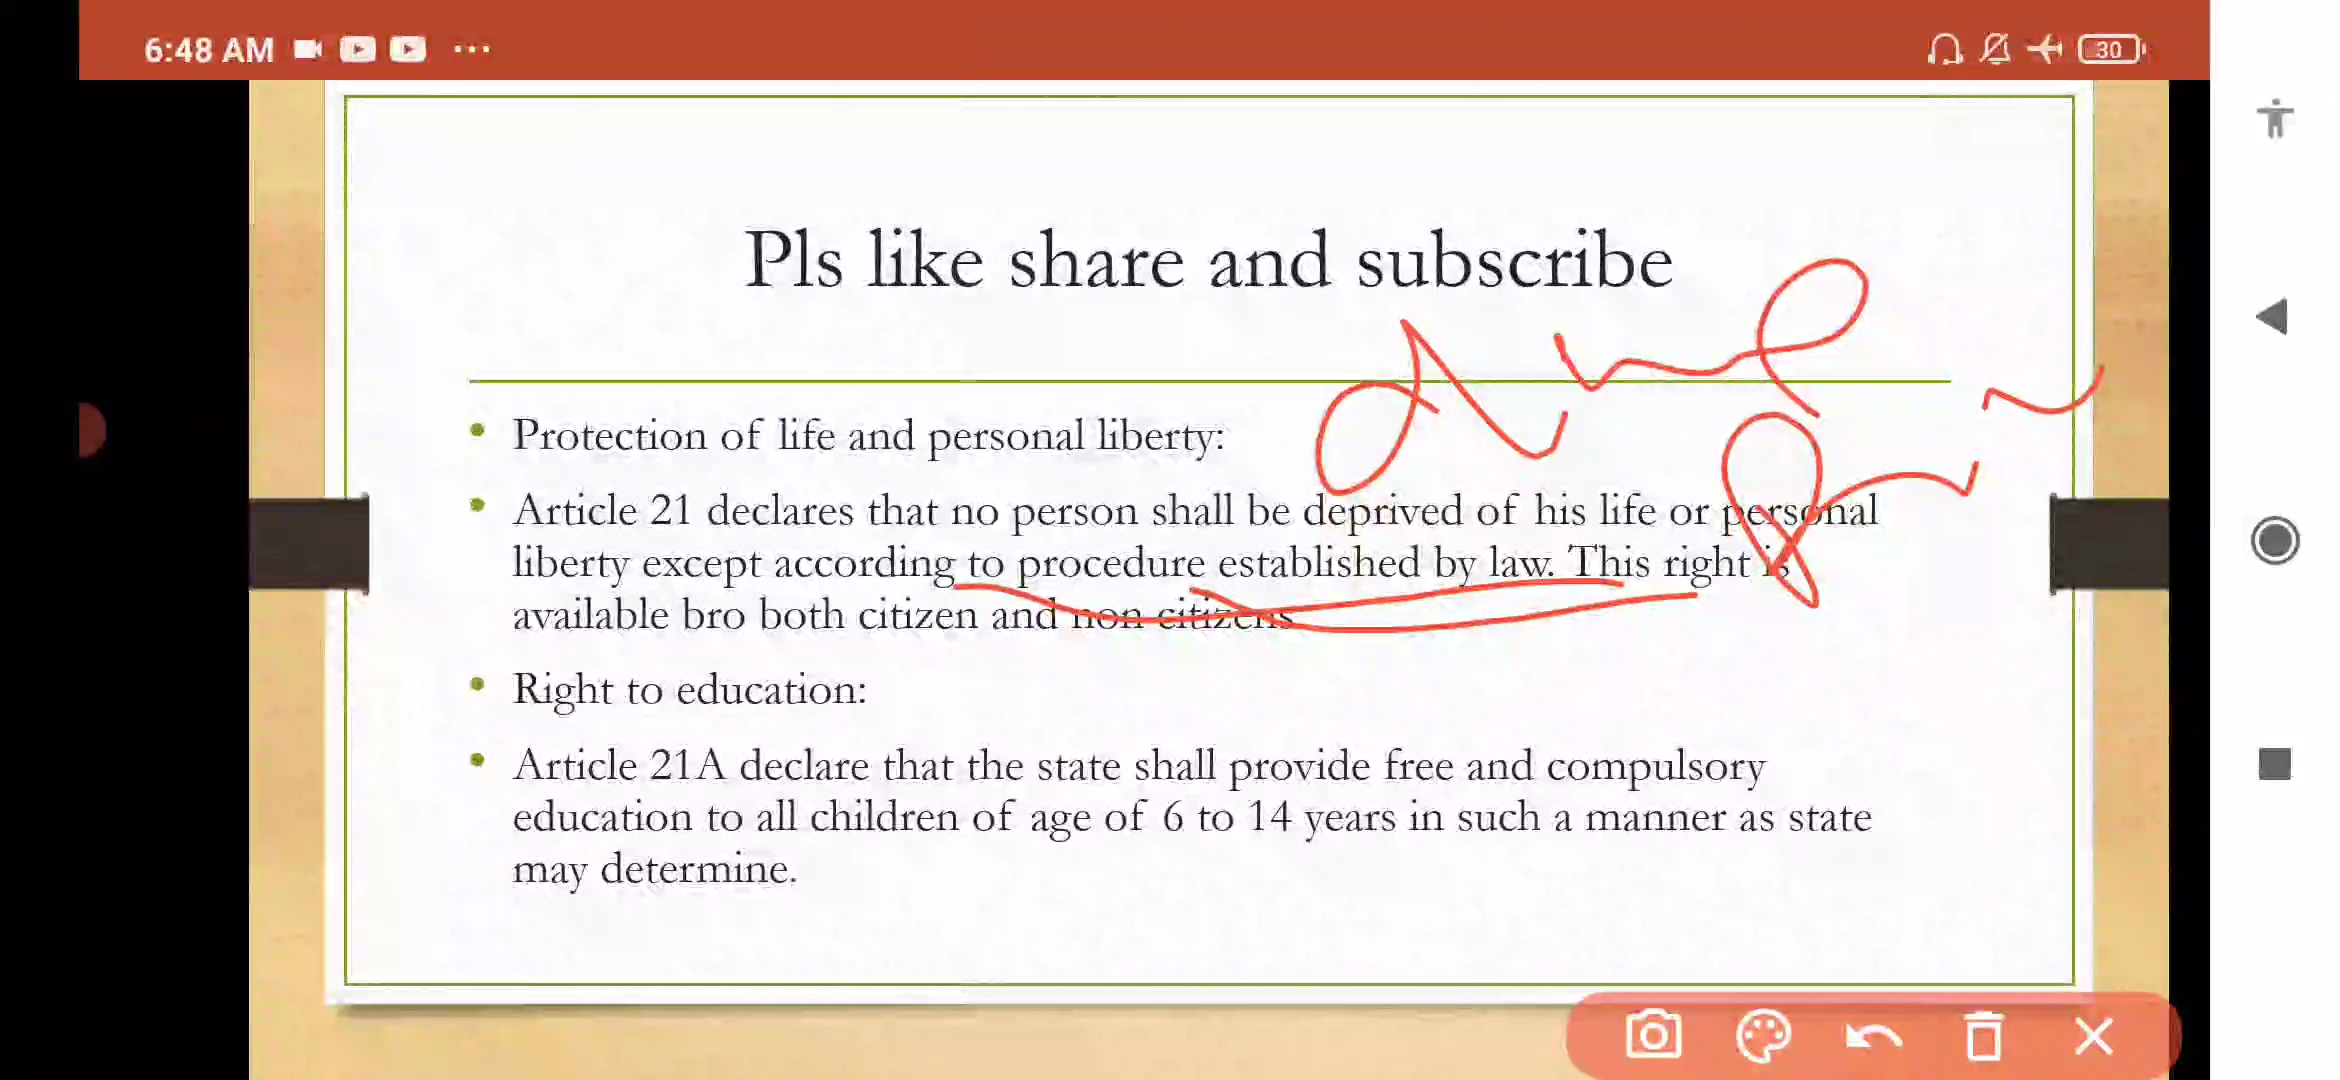 6:48 AM
30
Pls like share and subscribe
• Protection of life and personal liberty:
• Article 21 declares that no person shall be deprived of his life or personal
liberty except according to procedure established by law. This right is
available bro both citizen and non citizens
• Right to education:
• Article 21A declare that the state shall provide free and compulsory
education to all children of age of 6 to 14 years in such a manner as state
may determine.